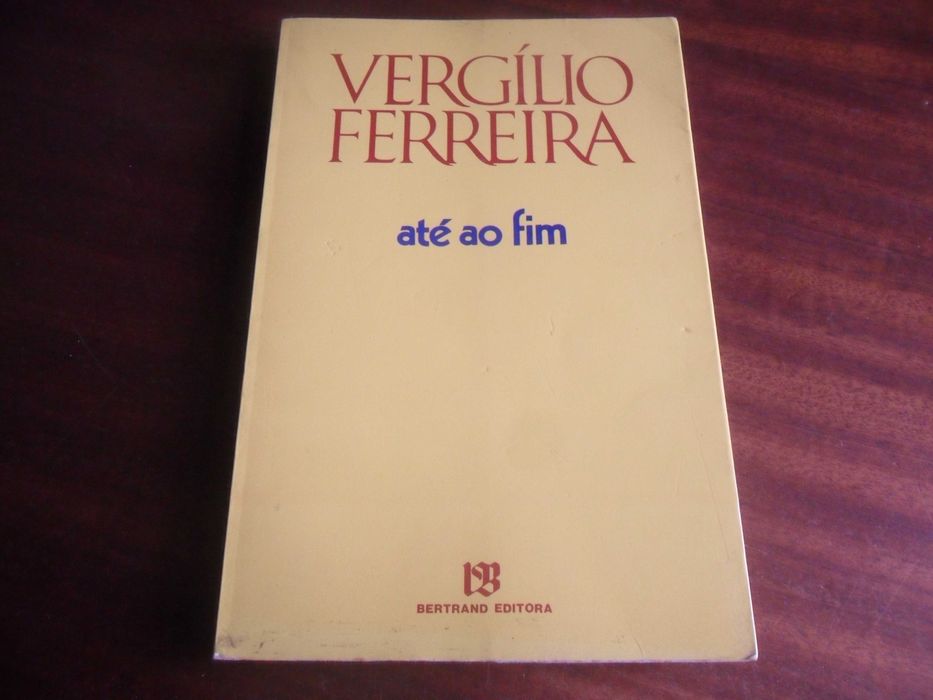 VERGÍLIO
FERREIRA
até ao fim
BERTRAND EDITORA